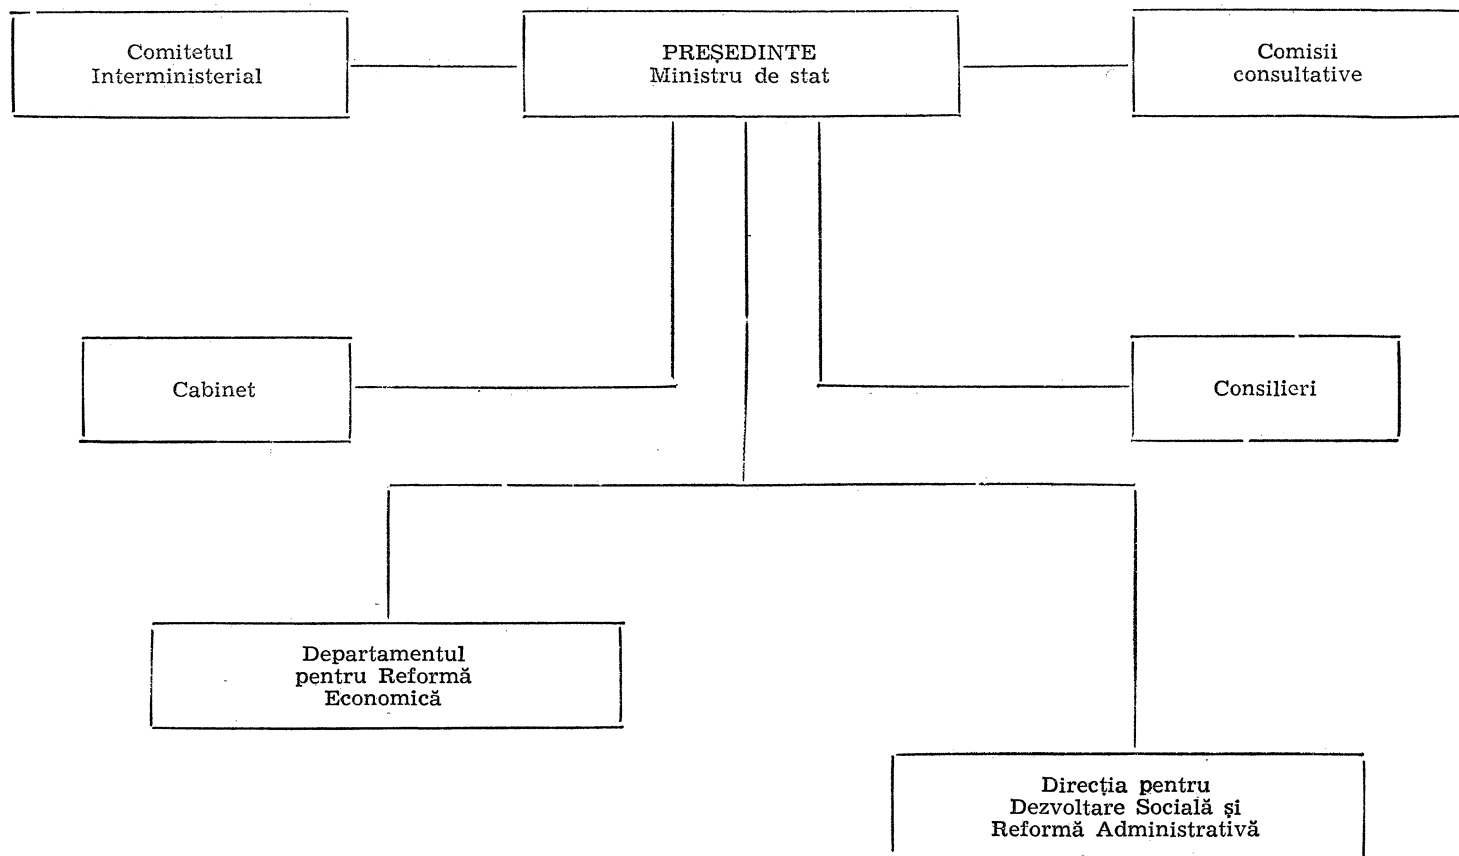 Comitetul
Interministerial
PREȘEDINTE
Ministru de stat
Comisii
consultative
Cabinet
Consilieri
Departamentul
pentru Reformă
Economică
Direcția pentru
Dezvoltare Socială și
Reformă Administrativă